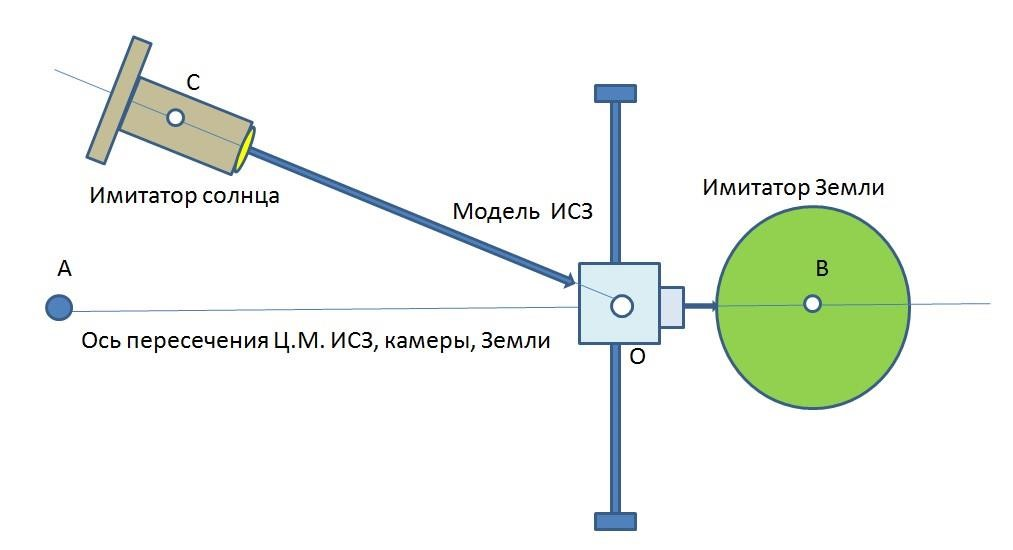 С
Имитатор солнца
Имитатор Земли
Модель ИСЗ
А
В
Ось пересечения Ц.М. ИСЗ, камеры, Земли
О